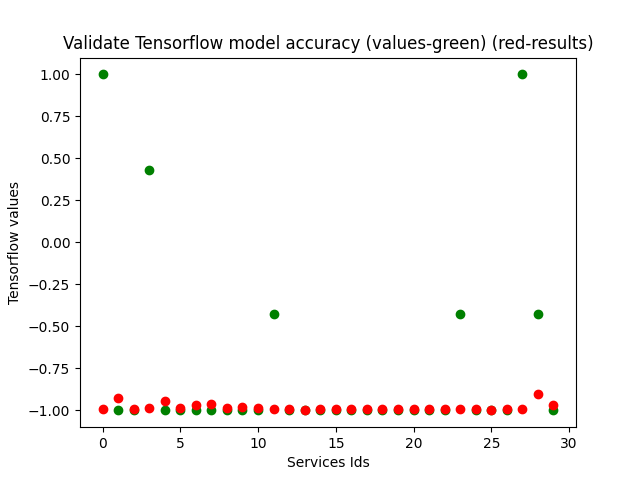 Validate Tensorflow model accuracy (values-green) (red-results)
1.00
0.75
0.50
0.25
0.00
−0.25
−0.50
−0.75
−1.00
Tensorflow values
0 5 10 15 20 25 30
Services Ids